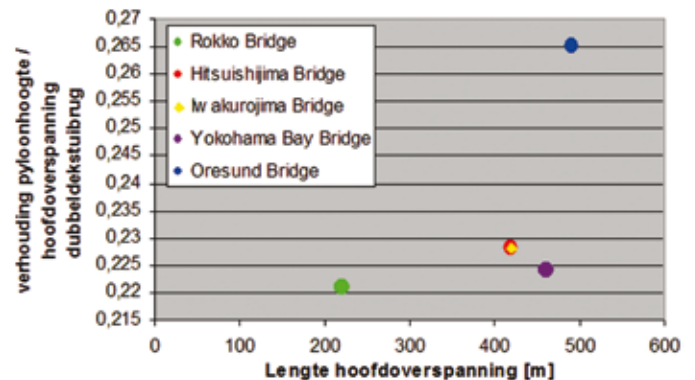 verhouding pyloonhoogte /
hoofdoverspanning
dubbeldekstuibrug
0,27
0,265
0,26
0,255
0,25
0,245
0,24
0,235
0,23
0,225
0,22
0,215
Rokko Bridge
Hitsuishijima Bridge
Iwakurojima Bridge
Yokohama Bay Bridge
Oresund Bridge
0 100 200 300 400 500 600
Lengte hoofdoverspanning [m]